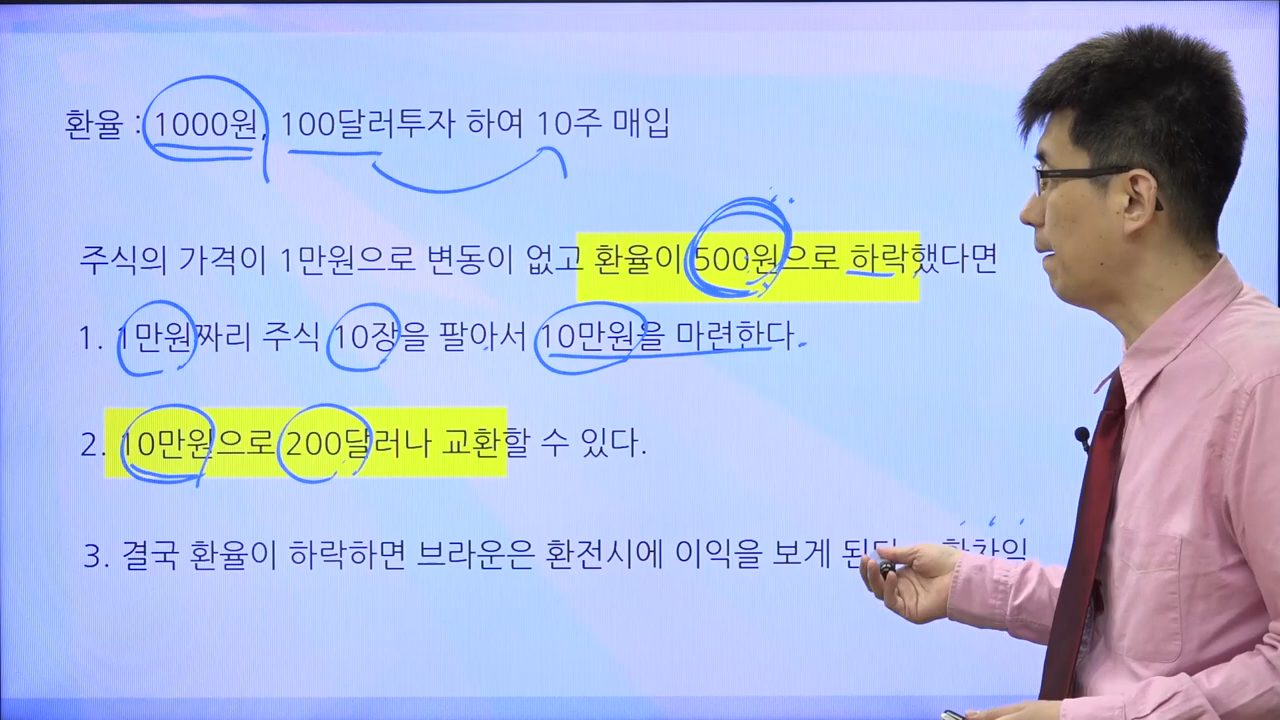 환율 : 1000원, 100달러투자 하여 10주 매입
주식의 가격이 1만원으로 변동이 없고 환율이 500원으로 하락했다면
1. 1만원짜리 주식 10장을 팔아서 10만원을 마련한다.
2. 10만원으로 200달러나 교환할 수 있다.
3. 결국 환율이 하락하면 브라운은 환전시에 이익을 보게 된다. 환차익